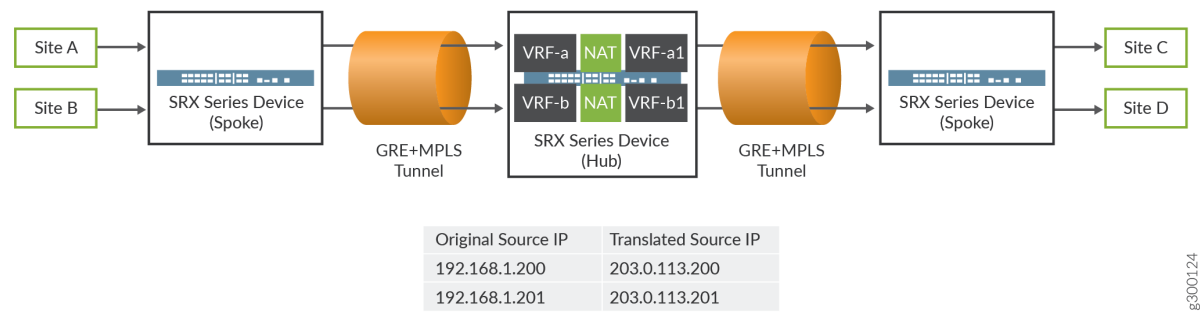 Site A
Site B
SRX Series Device
(Spoke)
GRE+MPLS
Tunnel
VRF-a NAT VRF-a1
VRF-b NAT VRF-b1
SRX Series Device
(Hub)
GRE+MPLS
Tunnel
SRX Series Device
(Spoke)
Site C
Site D
Original Source IP Translated Source IP
192.168.1.200 203.0.113.200
192.168.1.201 203.0.113.201
g300124